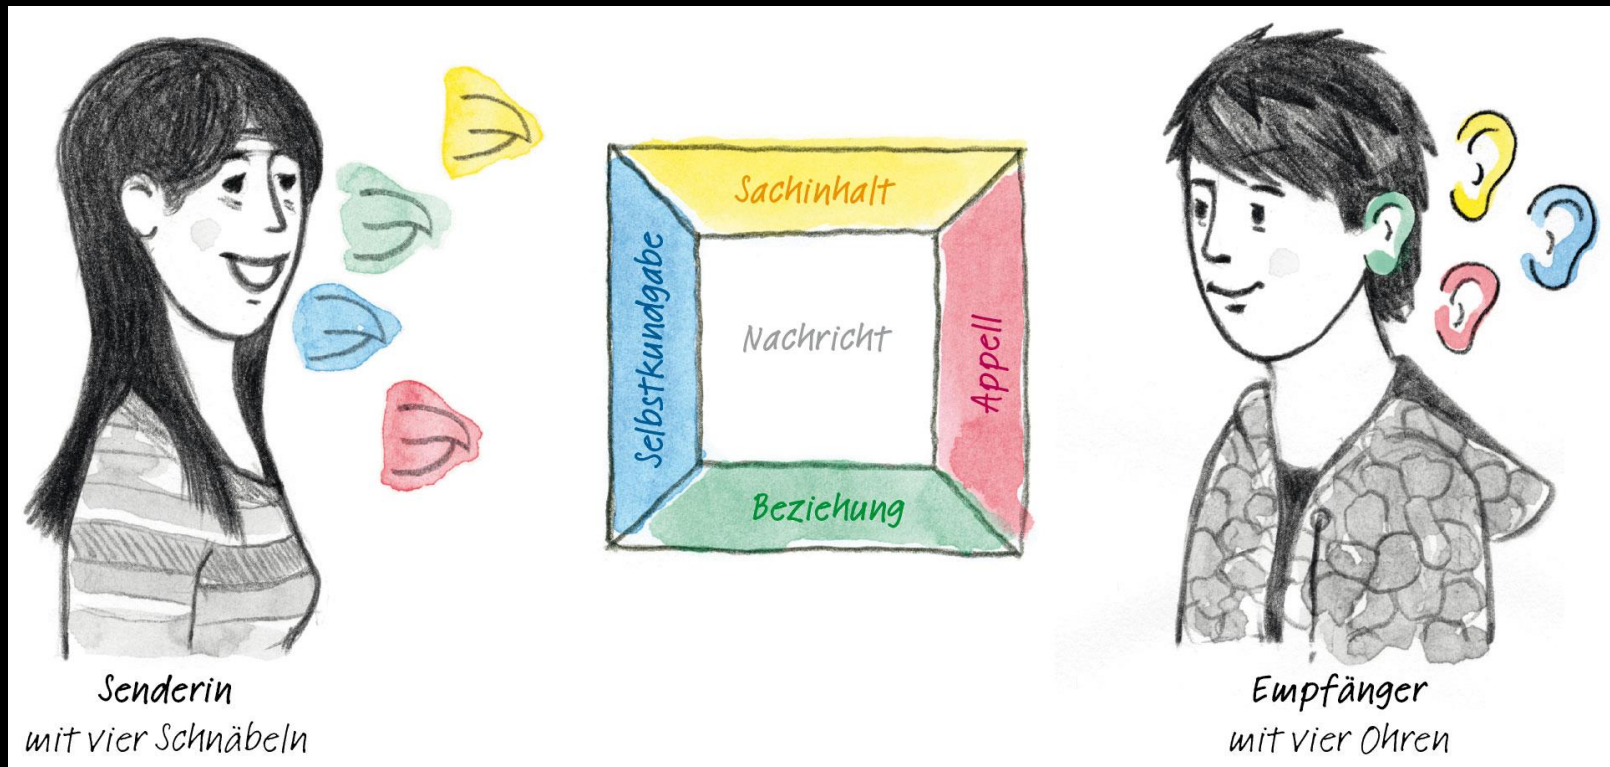 Sachinhalt
Selbstkundgabe
Nachricht
Appell
Beziehung
Senderin
mit vier Schnäbeln
Empfänger
mit vier Ohren